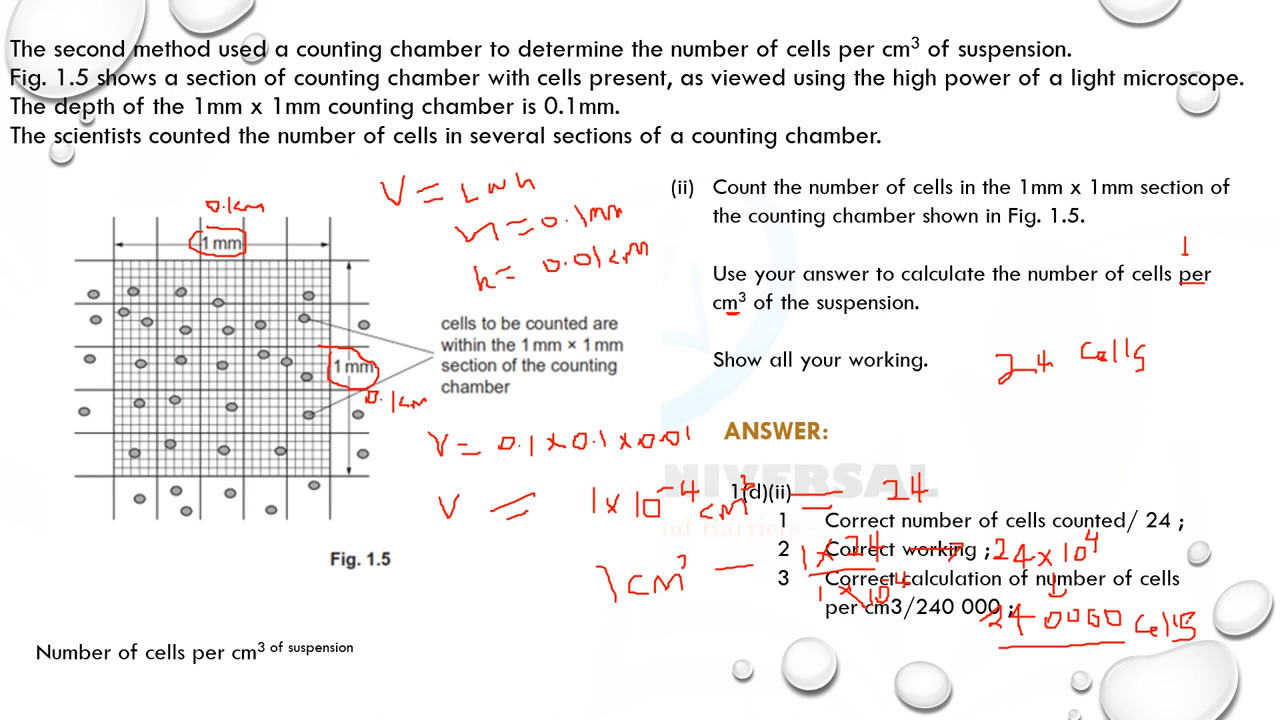 The second method used a counting chamber to determine the number of cells per cm3 of suspension.
Fig. 1.5 shows a section of counting chamber with cells present, as viewed using the high power of a light microscope.
The depth of the 1mm x 1mm counting chamber is 0.1mm.
The scientists counted the number of cells in several sections of a counting chamber.
(ii) Count the number of cells in the 1mm x 1mm section of
the counting chamber shown in Fig. 1.5.
1
Use your answer to calculate the number of cells per
cm3 of the suspension.
Show all your working.
24 cells
V = L w h
h = 0.1mm
h = 0.01cm
0.1cm
1 mm
1 mm
0.1cm
cells to be counted are
within the 1 mm × 1 mm
section of the counting
chamber
V = 0.1 x 0.1 x 0.01
V = 1x10-4 cm3 = 24
Fig. 1.5
ANSWER:
NIVERSAL
nd Barriers -
1(d)(ii)
1 Correct number of cells counted/ 24 ;
2 Correct working ;
3 Correct calculation of number of cells
per cm3/240 000 ;
1cm3 — 1 x 24
1 x 10-4
24x104
240000 cells
Number of cells per cm3 of suspension